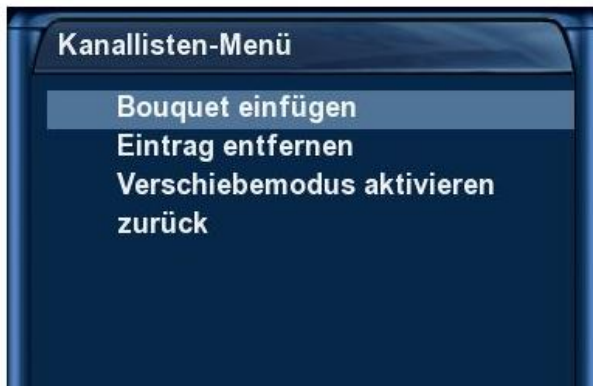 Kanallisten-Menü
Bouquet einfügen
Eintrag entfernen
Verschiebemodus aktivieren
zurück